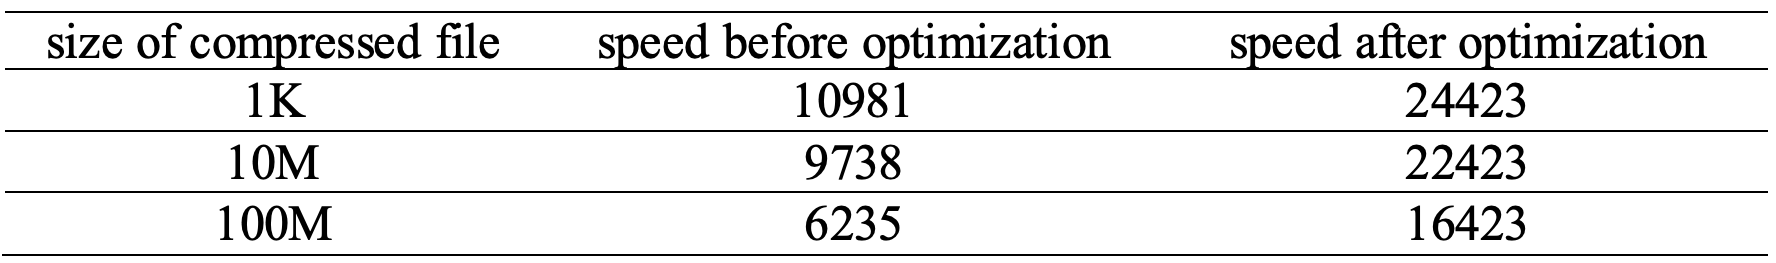 size of compressed file speed before optimization speed after optimization
1K 10981 24423
10M 9738 22423
100M 6235 16423